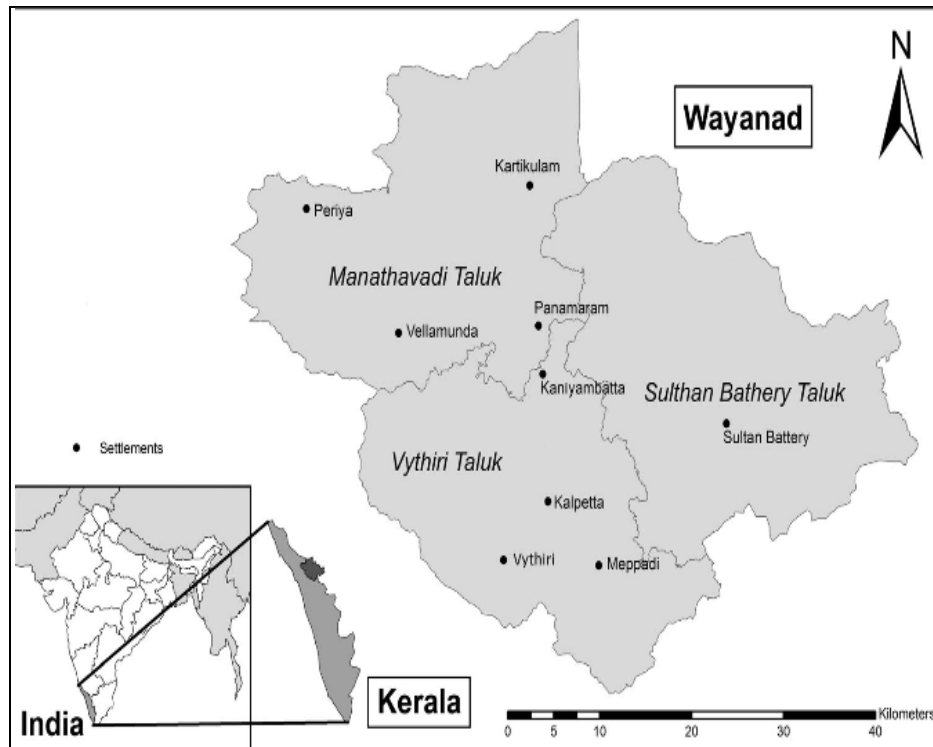 N
Wayanad
Kartikulam
Periya
Manathavadi Taluk
Panamaram
Vellamunda
Kaniyambatta
Sulthan Bathery Taluk
Sultan Battery
Settlements
Vythiri Taluk
Kalpetta
Vythiri
Meppadi
India
Kerala
Kilometers
0 5 10 20 30 40